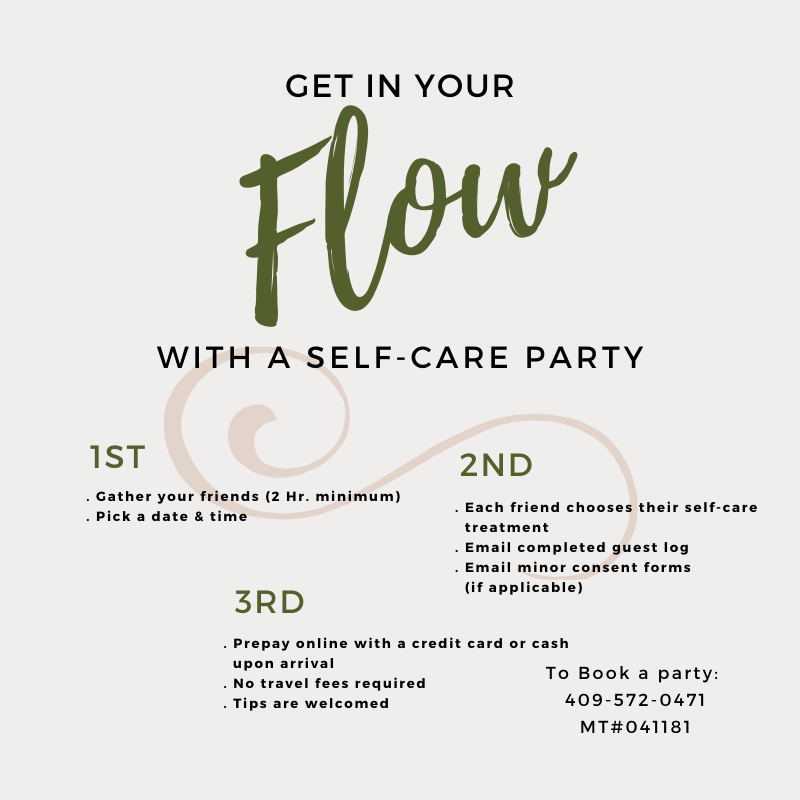 GET IN YOUR
Flow
WITH A SELF-CARE PARTY
1ST
. Gather your friends (2 Hr. minimum)
. Pick a date & time
2ND
. Each friend chooses their self-care
treatment
. Email completed guest log
. Email minor consent forms
(if applicable)
3RD
. Prepay online with a credit card or cash
upon arrival
. No travel fees required
. Tips are welcomed
To Book a party:
409-572-0471
MT#041181